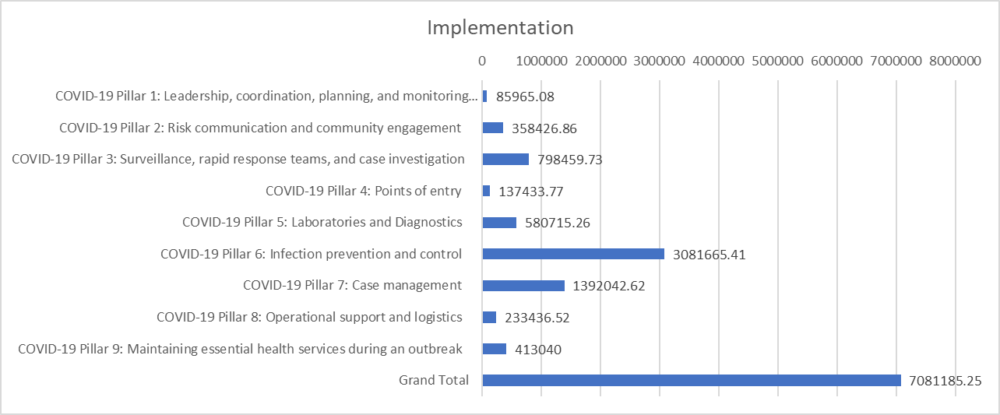 Implementation
0 1000000 2000000 3000000 4000000 5000000 6000000 7000000 8000000
COVID-19 Pillar 1: Leadership, coordination, planning, and monitoring... 85965.08
COVID-19 Pillar 2: Risk communication and community engagement 358426.86
COVID-19 Pillar 3: Surveillance, rapid response teams, and case investigation 798459.73
COVID-19 Pillar 4: Points of entry 137433.77
COVID-19 Pillar 5: Laboratories and Diagnostics 580715.26
COVID-19 Pillar 6: Infection prevention and control 3081665.41
COVID-19 Pillar 7: Case management 1392042.62
COVID-19 Pillar 8: Operational support and logistics 233436.52
COVID-19 Pillar 9: Maintaining essential health services during an outbreak 413040
Grand Total 7081185.25